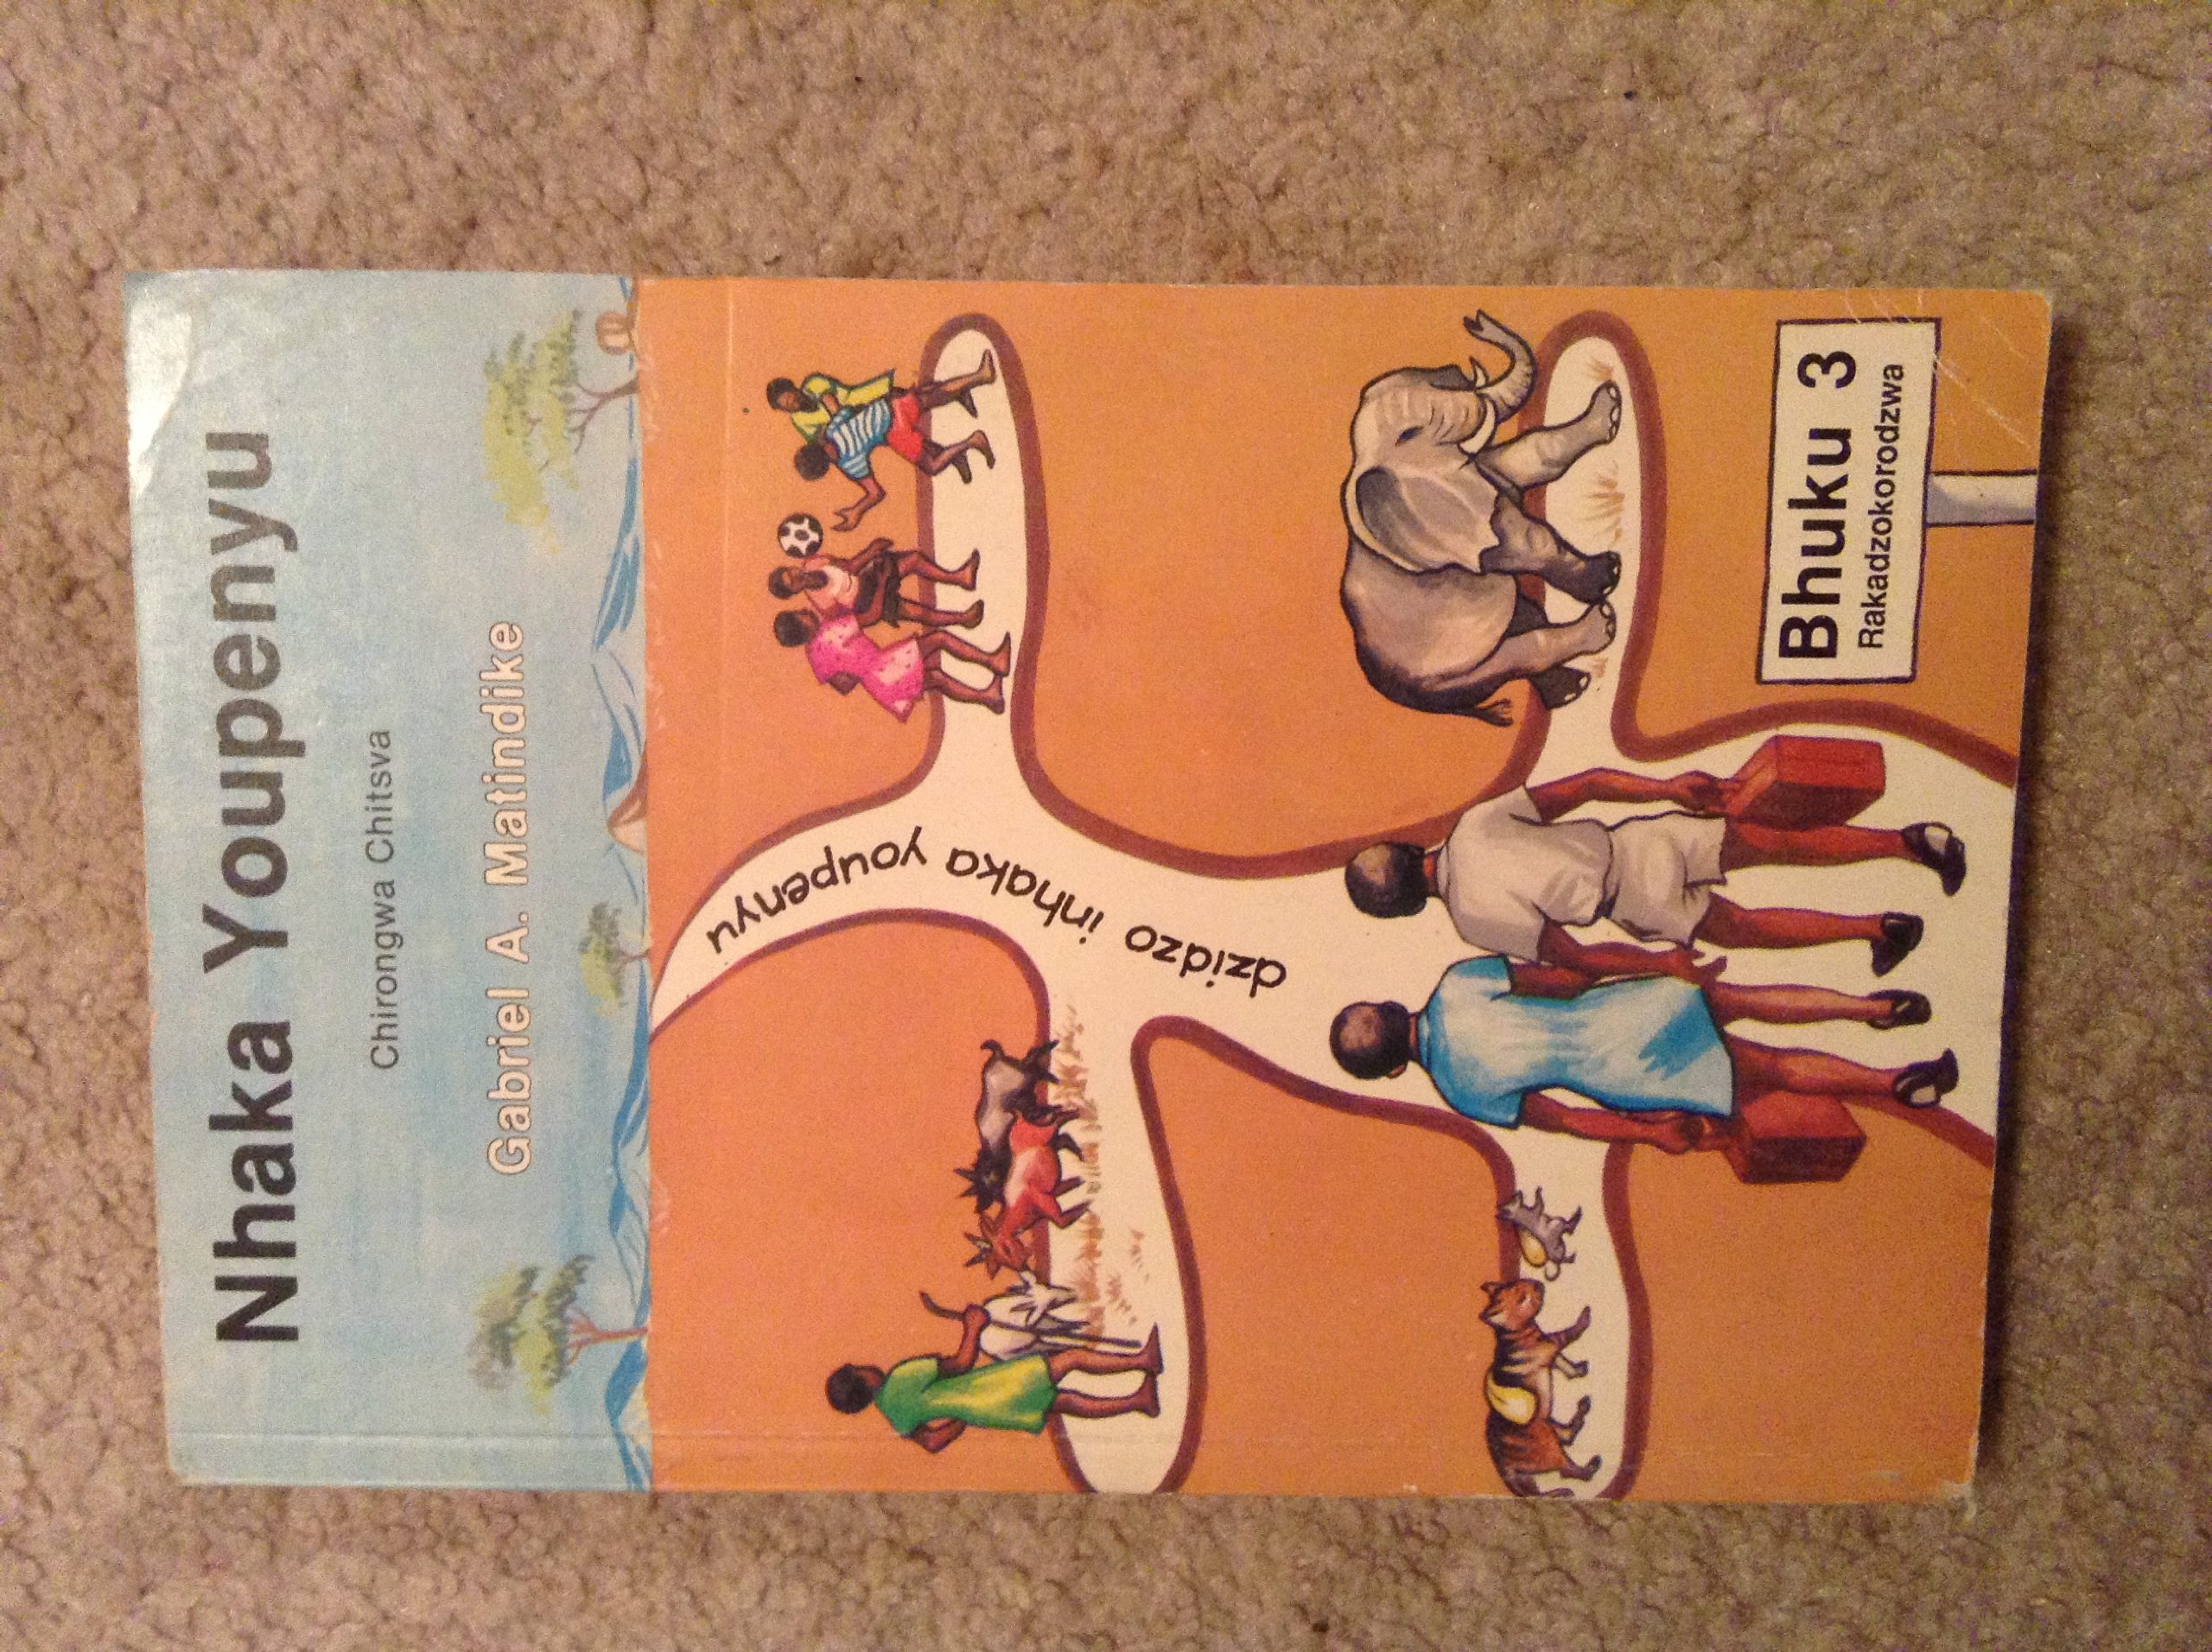 Nhaka Youpenyu
Chirongwa Chitsva
Gabriel A. Matindike
dzidzo inhaka youpenyu
Bhuku 3
Rakadzokorodzwa